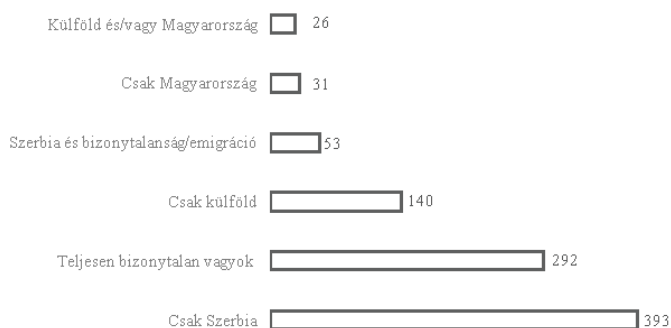 Külföld és/vagy Magyarország 26
Csak Magyarország 31
Szerbia és bizonytalanság/emigráció 53
Csak külföld 140
Teljesen bizonytalan vagyok 292
Csak Szerbia 393